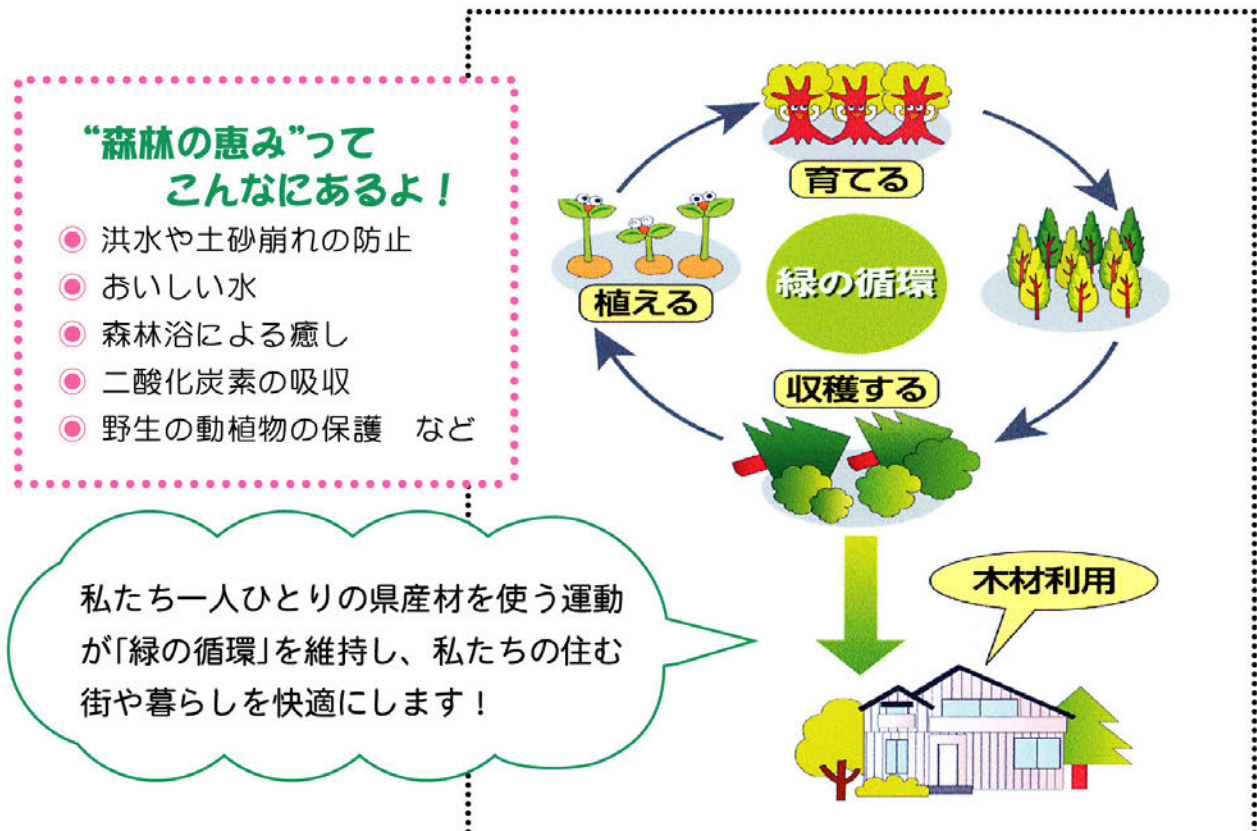 “森林の恵み”って
こんなにあるよ！
◉ 洪水や土砂崩れの防止
◉ おいしい水
◉ 森林浴による癒し
◉ 二酸化炭素の吸収
◉ 野生の動植物の保護　など
育てる
植える
緑の循環
収穫する
木材利用
私たち一人ひとりの県産材を使う運動
が「緑の循環」を維持し、私たちの住む
街や暮らしを快適にします！